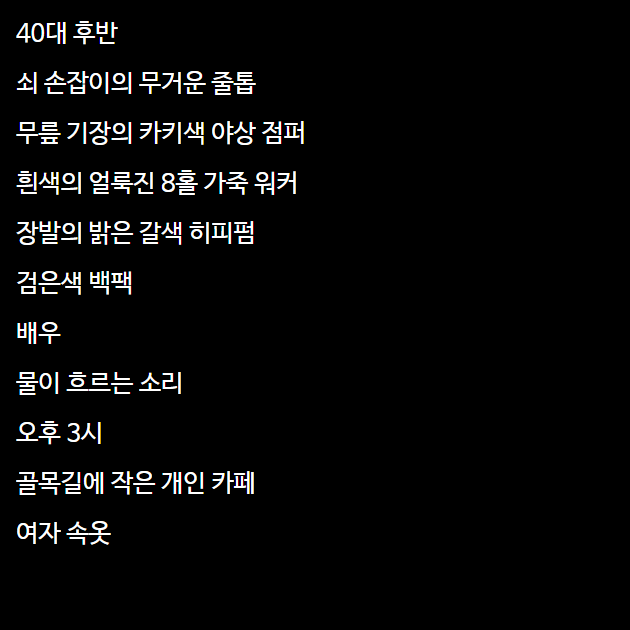 40대 후반
쇠 손잡이의 무거운 줄톱
무릎 기장의 카키색 야상 점퍼
흰색의 얼룩진 8홀 가죽 워커
장발의 밝은 갈색 히피펌
검은색 백팩
배우
물이 흐르는 소리
오후 3시
골목길에 작은 개인 카페
여자 속옷